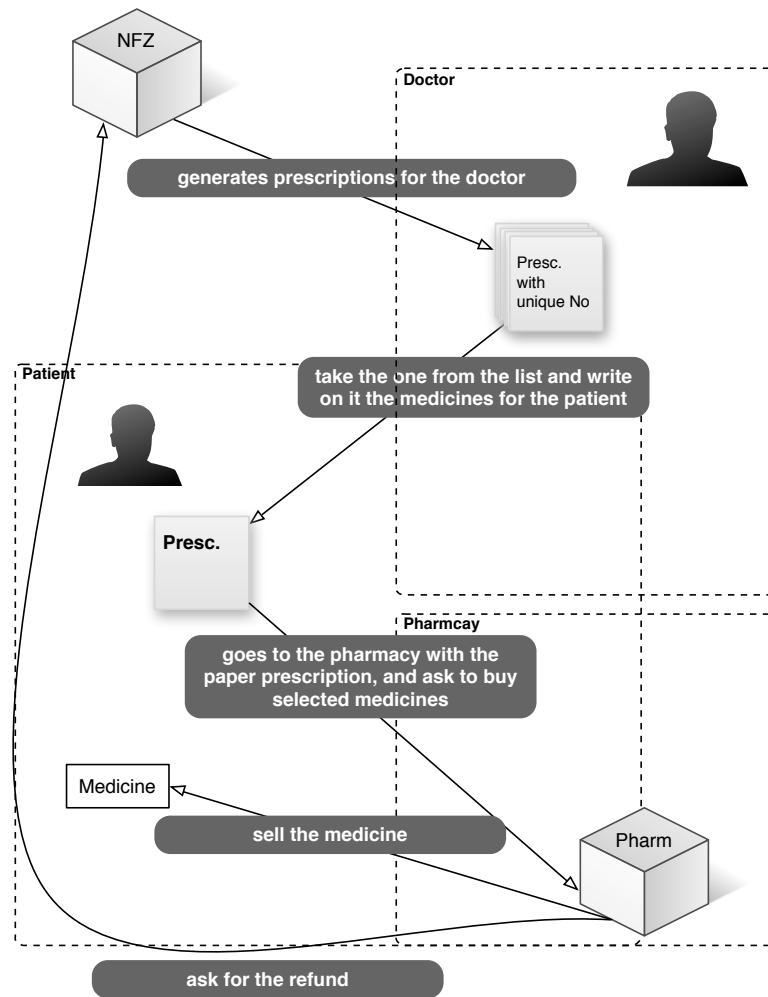 NFZ
Doctor
generates prescriptions for the doctor
Presc.
with
unique No
Patient
take the one from the list and write
on it the medicines for the patient
Presc.
Pharmcay
goes to the pharmacy with the
paper prescription, and ask to buy
selected medicines
Medicine
sell the medicine
Pharm
ask for the refund